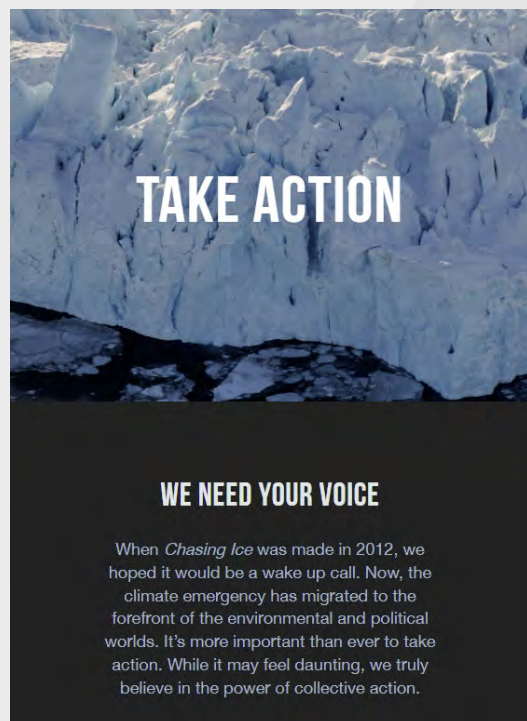 TAKE ACTION
WE NEED YOUR VOICE
When Chasing Ice was made in 2012, we
hoped it would be a wake up call. Now, the
climate emergency has migrated to the
forefront of the environmental and political
worlds. It's more important than ever to take
action. While it may feel daunting, we truly
believe in the power of collective action.